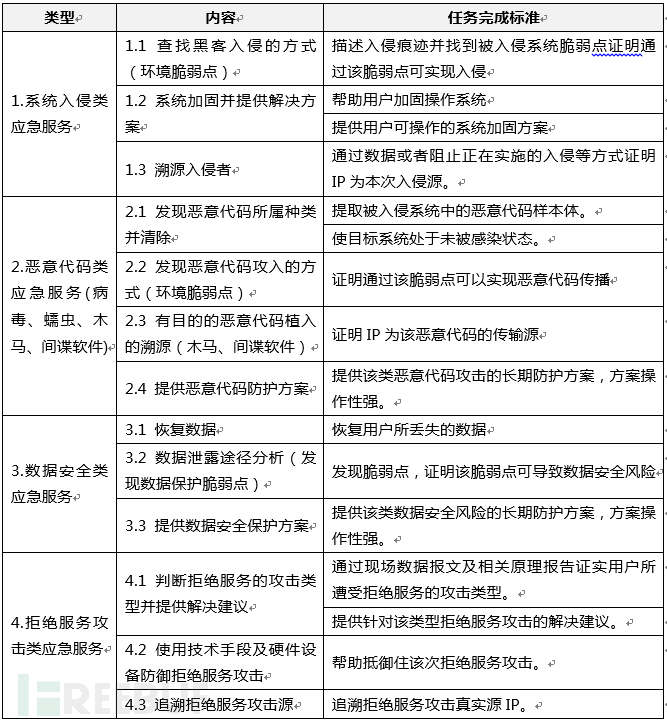 类型
内容
任务完成标准
1.系统入侵类
应急服务
1.1 查找黑客入侵的方式
（环境脆弱点）
描述入侵痕迹并找到被入侵系统脆弱点证明通
过该脆弱点可实现入侵
1.2 系统加固并提供解决方
案
帮助用户加固操作系统
提供用户可操作的系统加固方案
1.3 溯源入侵者
通过数据或者阻止正在实施的入侵等方式证明
IP为本次入侵源。
2.恶意代码类
应急服务(病
毒、蠕虫、木
马、间谍软件)
2.1 发现恶意代码所属种类
并清除
提取被入侵系统中的恶意代码样本体。
使目标系统处于未被感染状态。
2.2 发现恶意代码攻入的方
式（环境脆弱点）
证明通过该脆弱点可以实现恶意代码传播
2.3 有目的的恶意代码植入
的溯源（木马、间谍软件）
证明IP为该恶意代码的传输源
2.4 提供恶意代码防护方案
提供该类恶意代码攻击的长期防护方案，方案操
作性强。
3.数据安全类
应急服务
3.1 恢复数据
恢复用户所丢失的数据
3.2 数据泄露途径分析（发
现数据保护脆弱点）
发现脆弱点，证明该脆弱点可导致数据安全风险
3.3 提供数据安全保护方案
提供该类数据安全风险的长期防护方案，方案操
作性强。
4.拒绝服务攻
击类应急服务
4.1 判断拒绝服务的攻击类
型并提供解决建议
通过现场数据报文及相关原理报告证实用户所
遭受拒绝服务的攻击类型。
提供针对该类型拒绝服务攻击的解决建议。
4.2 使用技术手段及硬件设
备防御拒绝服务攻击
帮助抵御住该次拒绝服务攻击。
4.3 追溯拒绝服务攻击源
追溯拒绝服务攻击真实源IP。
FREEBUF